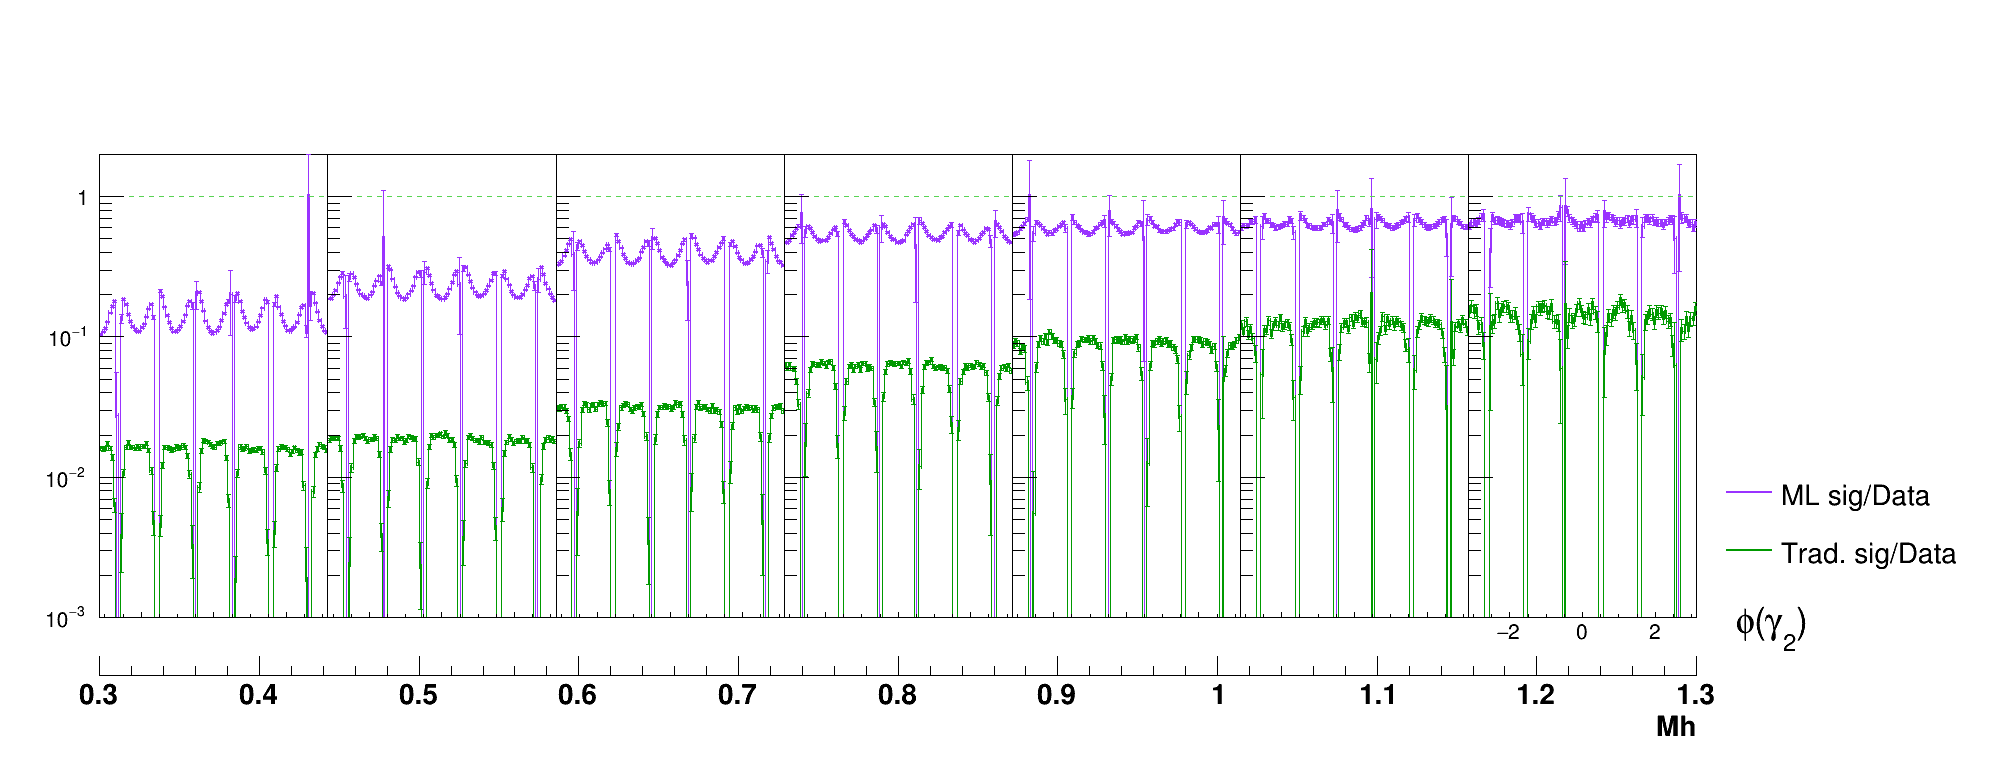 1
10⁻¹
10⁻²
10⁻³
ML sig/Data
Trad. sig/Data
−2 0 2
ϕ(γ₂)
0.3 0.4 0.5 0.6 0.7 0.8 0.9 1 1.1 1.2 1.3
Mh